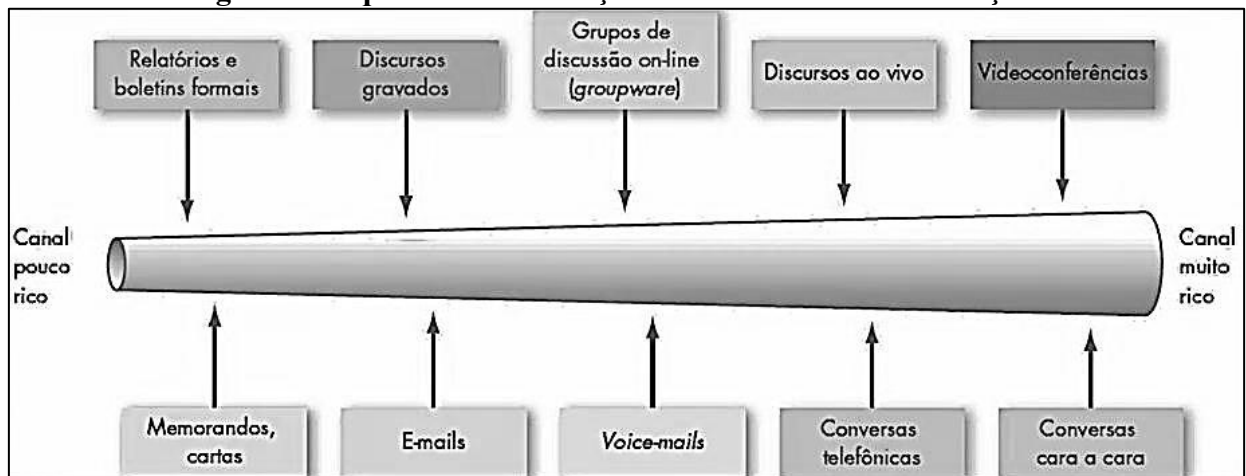 Relatórios e
boletins formais
Discursos
gravados
Grupos de
discussão on-line
(groupware)
Discursos ao vivo
Videoconferências
Canal
pouco
rico
Canal
muito
rico
Memorandos,
cartas
E-mails
Voice-mails
Conversas
telefônicas
Conversas
cara a cara